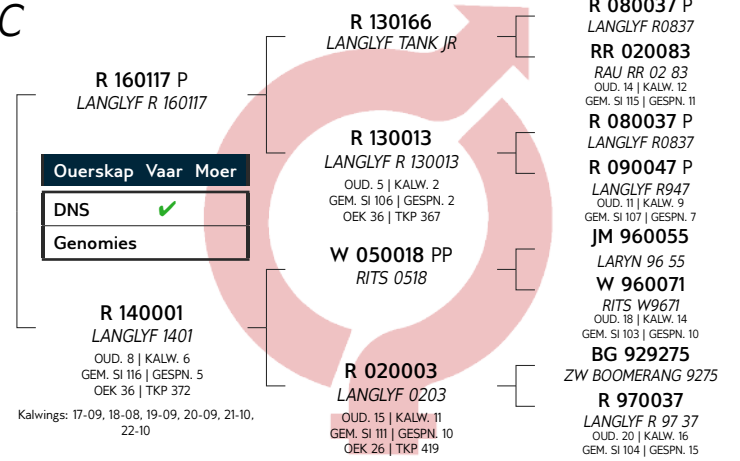 C
R 160117 P
LANGLYF R 160117
Ouerskap Vaar Moer
DNS ✔
Genomies
R 140001
LANGLYF 1401
OUD. 8 | KALW. 6
GEM. SI 116 | GESPN. 5
OEK 36 | TKP 372
Kalwings: 17-09, 18-08, 19-09, 20-09, 21-10,
22-10
R 130166
LANGLYF TANK JR
R 130013
LANGLYF R 130013
OUD. 5 | KALW. 2
GEM. SI 106 | GESPN. 2
OEK 36 | TKP 367
W 050018 PP
RITS 0518
R 020003
LANGLYF 0203
OUD. 15 | KALW. 11
GEM. SI 111 | GESPN. 10
OEK 26 | TKP 419
R 080037 P
LANGLYF R0837
RR 020083
RAU RR 02 83
OUD. 14 | KALW. 12
GEM. SI 115 | GESPN. 11
R 080037 P
LANGLYF R0837
R 090047 P
LANGLYF R947
OUD. 11 | KALW. 9
GEM. SI 107 | GESPN. 7
JM 960055
LARYN 96 55
W 960071
RITS W9671
OUD. 18 | KALW. 14
GEM. SI 103 | GESPN. 10
BG 929275
ZW BOOMERANG 9275
R 970037
LANGLYF R 97 37
OUD. 20 | KALW. 16
GEM. SI 104 | GESPN. 15